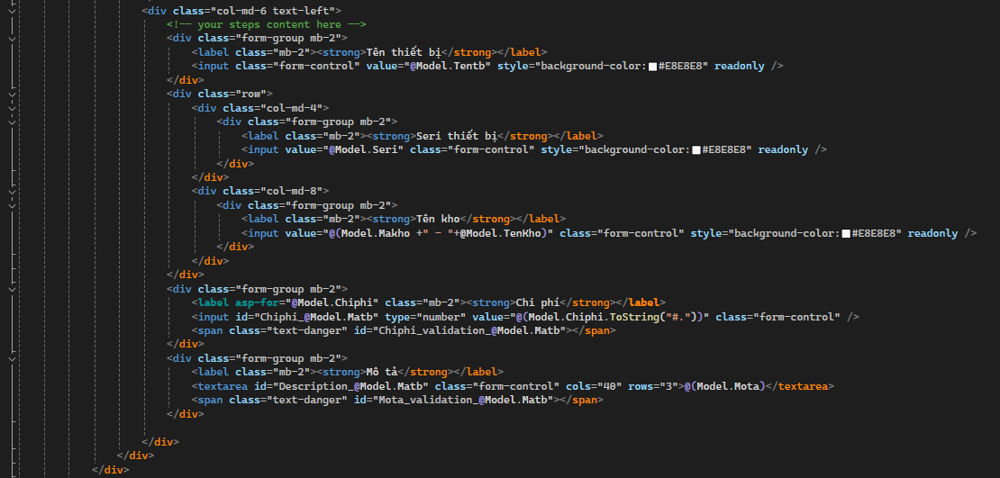 <div class="col-md-6 text-left">
<!-- your steps content here -->
<div class="form-group mb-2">
<label class="mb-2"><strong>Tên thiết bị</strong></label>
<input class="form-control" value="@Model.Tentb" style="background-color:#E8E8E8" readonly />
</div>
<div class="row">
<div class="col-md-4">
<div class="form-group mb-2">
<label class="mb-2"><strong>Seri thiết bị</strong></label>
<input value="@Model.Seri" class="form-control" style="background-color:#E8E8E8" readonly />
</div>
</div>
<div class="col-md-8">
<div class="form-group mb-2">
<label class="mb-2"><strong>Tên kho</strong></label>
<input value="@(Model.Makho +" - "+@Model.TenKho)" class="form-control" style="background-color:#E8E8E8" readonly />
</div>
</div>
</div>
<div class="form-group mb-2">
<label asp-for="@Model.Chiphi" class="mb-2"><strong>Chi phí</strong></label>
<input id="Chiphi_@Model.Matb" type="number" value="@(Model.Chiphi.ToString("#."))" class="form-control" />
<span class="text-danger" id="Chiphi_validation_@Model.Matb"></span>
</div>
<div class="form-group mb-2">
<label class="mb-2"><strong>Mô tả</strong></label>
<textarea id="Description_@Model.Matb" class="form-control" cols="40" rows="3">@(Model.Mota)</textarea>
<span class="text-danger" id="Mota_validation_@Model.Matb"></span>
</div>
</div>
</div>
</div>